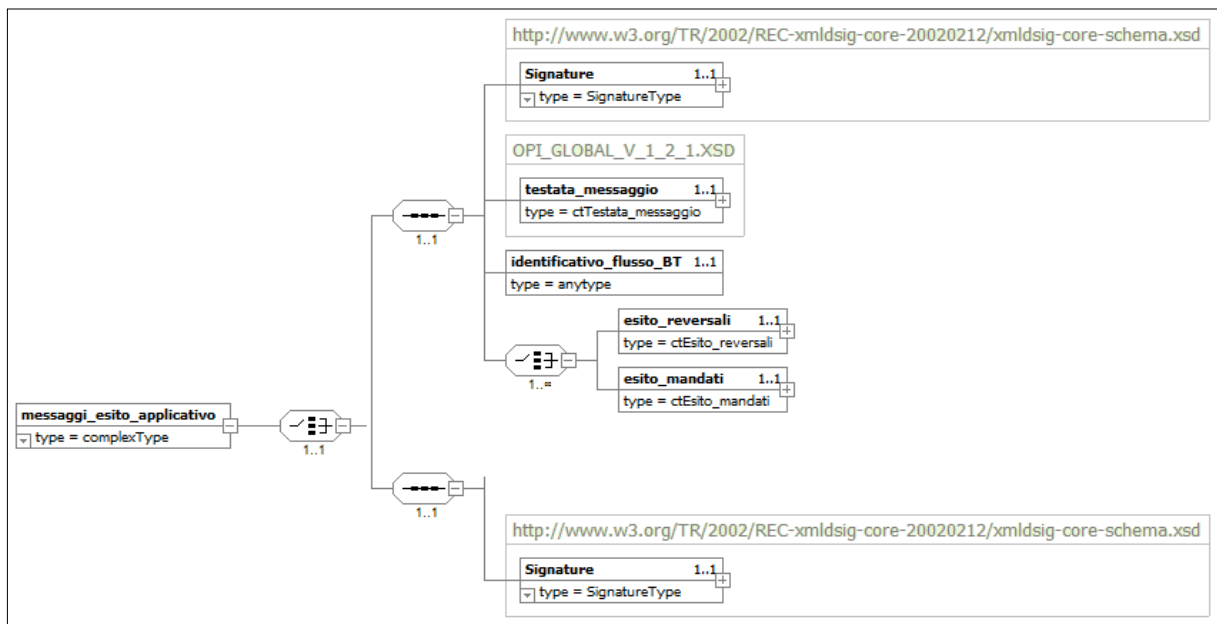 http://www.w3.org/TR/2002/REC-xmldsig-core-20020212/xmldsig-core-schema.xsd
Signature 1..1
type = SignatureType
OPI_GLOBAL_V_1_2_1.XSD
testata_messaggio 1..1
type = ctTestata_messaggio
1..1
identificativo_flusso_BT 1..1
type = anytype
esito_reversali 1..1
type = ctEsito_reversali
esito_mandati 1..1
type = ctEsito_mandati
1..∞
messaggi_esito_applicativo
type = complexType
1..1
1..1
http://www.w3.org/TR/2002/REC-xmldsig-core-20020212/xmldsig-core-schema.xsd
Signature 1..1
type = SignatureType